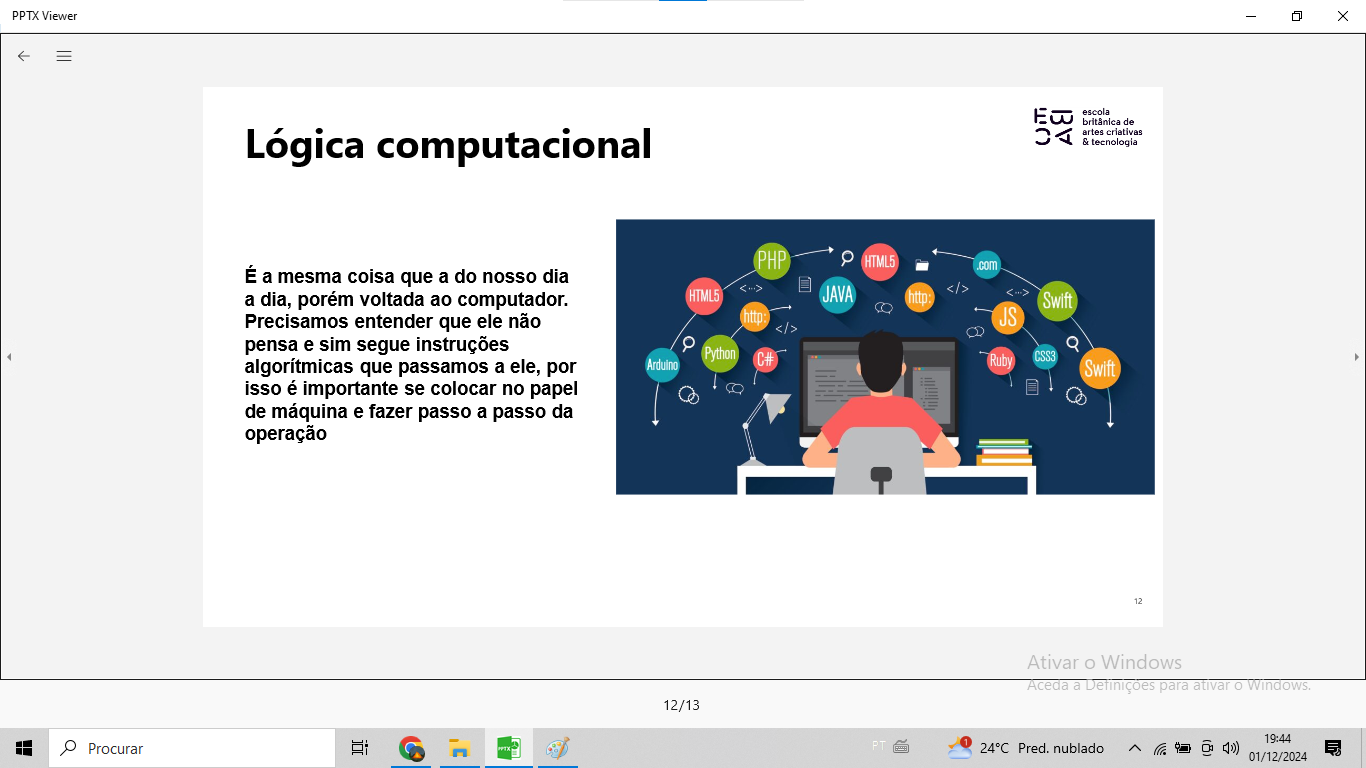 PPTX Viewer
Lógica computacional
escola
britânica de
artes criativas
& tecnologia
É a mesma coisa que a do nosso dia
a dia, porém voltada ao computador.
Precisamos entender que ele não
pensa e sim segue instruções
algorítmicas que passamos a ele, por
isso é importante se colocar no papel
de máquina e fazer passo a passo da
operação
PHP
HTML5
.com
HTML5
JAVA
http:
Swift
http:
JS
Arduino
Python
C#
Ruby
CSS3
Swift
12
Ativar o Windows
Aceda a Definições para ativar o Windows.
12/13
Procurar
PT
1
24°C Pred. nublado
19:44
01/12/2024